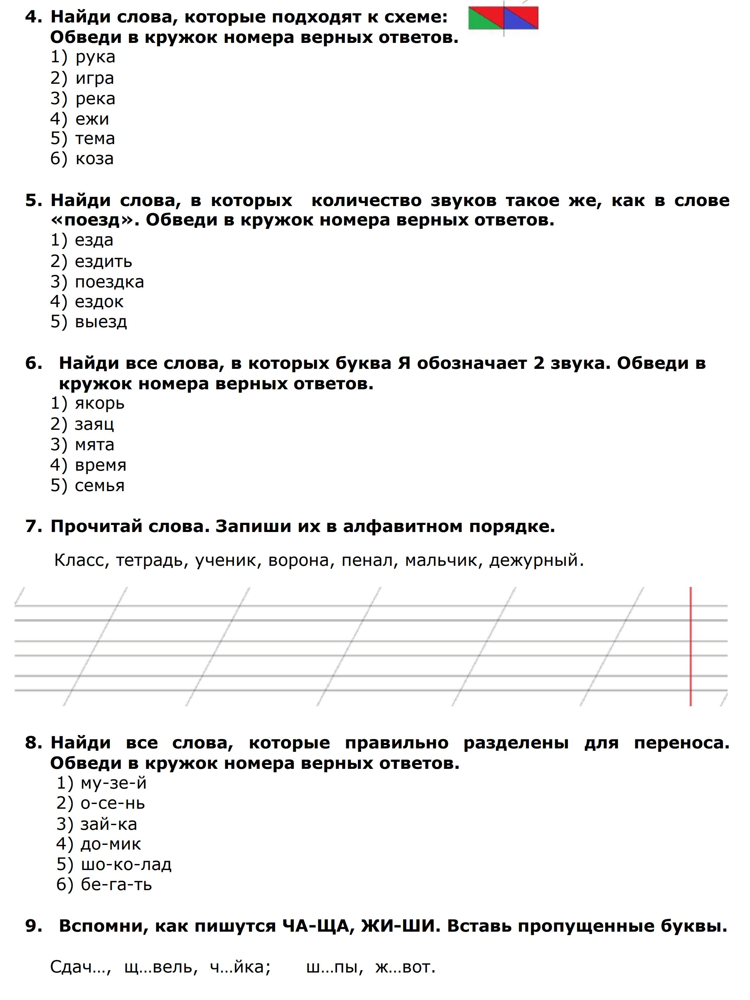 4. Найди слова, которые подходят к схеме:
Обведи в кружок номера верных ответов.
1) рука
2) игра
3) река
4) ежи
5) тема
6) коза
5. Найди слова, в которых количество звуков такое же, как в слове
«поезд». Обведи в кружок номера верных ответов.
1) езда
2) ездить
3) поездка
4) ездок
5) выезд
6. Найди все слова, в которых буква Я обозначает 2 звука. Обведи в
кружок номера верных ответов.
1) якорь
2) заяц
3) мята
4) время
5) семья
7. Прочитай слова. Запиши их в алфавитном порядке.
Класс, тетрадь, ученик, ворона, пенал, мальчик, дежурный.
8. Найди все слова, которые правильно разделены для переноса.
Обведи в кружок номера верных ответов.
1) му-зе-й
2) о-се-нь
3) зай-ка
4) до-мик
5) шо-ко-лад
6) бе-га-ть
9. Вспомни, как пишутся ЧА–ЩА, ЖИ–ШИ. Вставь пропущенные буквы.
Сдач…, щ…вель, ч…йка; ш…пы, ж…вот.